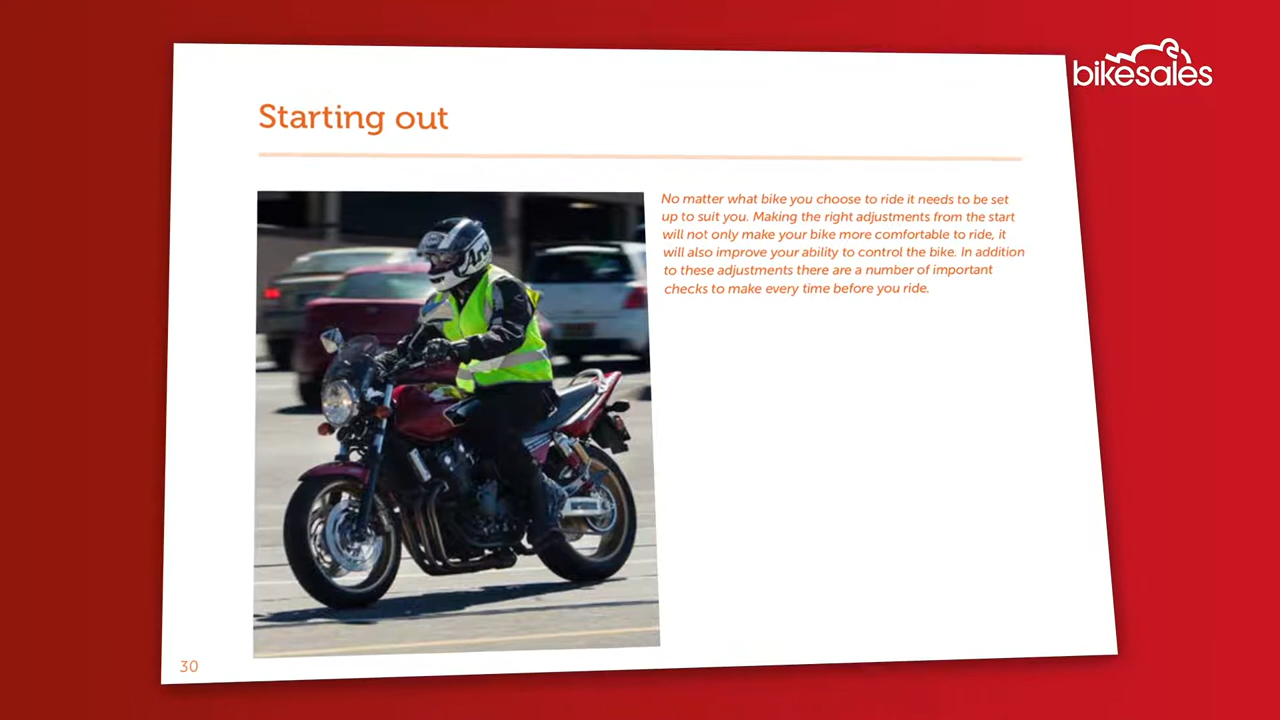 bikesales
Starting out
No matter what bike you choose to ride it needs to be set
up to suit you. Making the right adjustments from the start
will not only make your bike more comfortable to ride, it
will also improve your ability to control the bike. In addition
to these adjustments there are a number of important
checks to make every time before you ride.
Arai
30